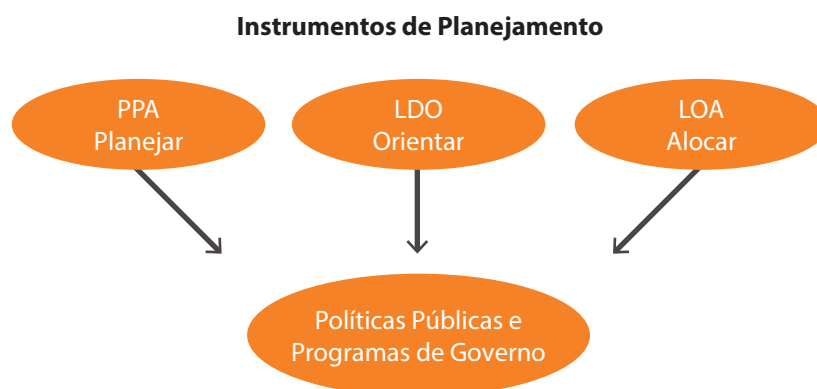 Instrumentos de Planejamento
PPA
Planejar
LDO
Orientar
LOA
Alocar
Políticas Públicas e
Programas de Governo